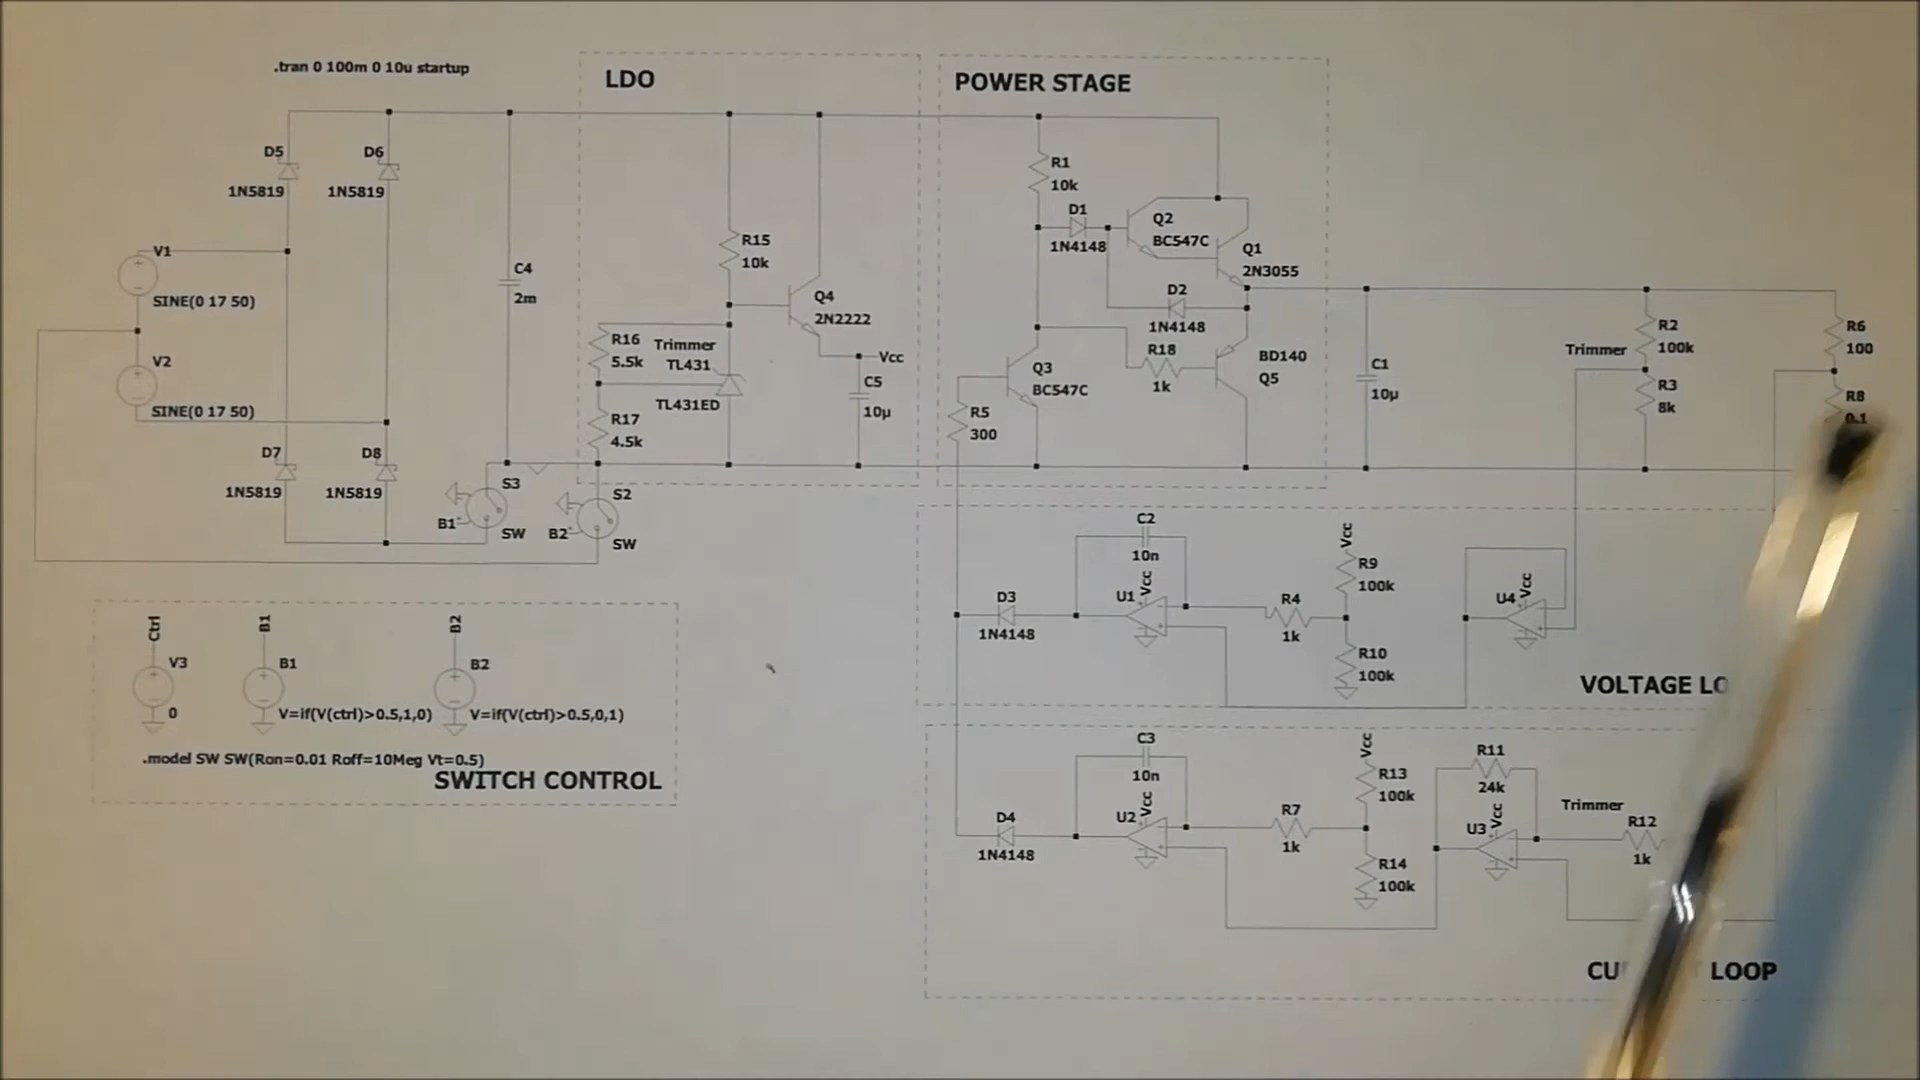 .tran 0 100m 0 10u startup
LDO
POWER STAGE
D5
1N5819
D6
1N5819
V1
SINE(0 17 50)
V2
SINE(0 17 50)
D7
1N5819
D8
1N5819
C4
2m
S3
B1
SW
S2
B2
SW
R15
10k
R16
5.5k
Trimmer
TL431
TL431ED
R17
4.5k
Q4
2N2222
Vcc
C5
10µ
R1
10k
D1
1N4148
Q2
BC547C
Q1
2N3055
D2
1N4148
R18
1k
BD140
Q5
Q3
BC547C
R5
300
C1
10µ
Trimmer
R2
100k
R3
8k
R6
100
R8
0.1
C2
10n
Vcc
U1
D3
1N4148
R4
1k
Vcc
R9
100k
R10
100k
U4
Vcc
VOLTAGE LO
C3
10n
Vcc
U2
D4
1N4148
R7
1k
Vcc
R13
100k
R14
100k
R11
24k
Vcc
U3
Trimmer
R12
1k
LOOP
Ctrl
V3
0
B1
B1
V=if(V(ctrl)>0.5,1,0)
B2
B2
V=if(V(ctrl)>0.5,0,1)
.model SW SW(Ron=0.01 Roff=10Meg Vt=0.5)
SWITCH CONTROL